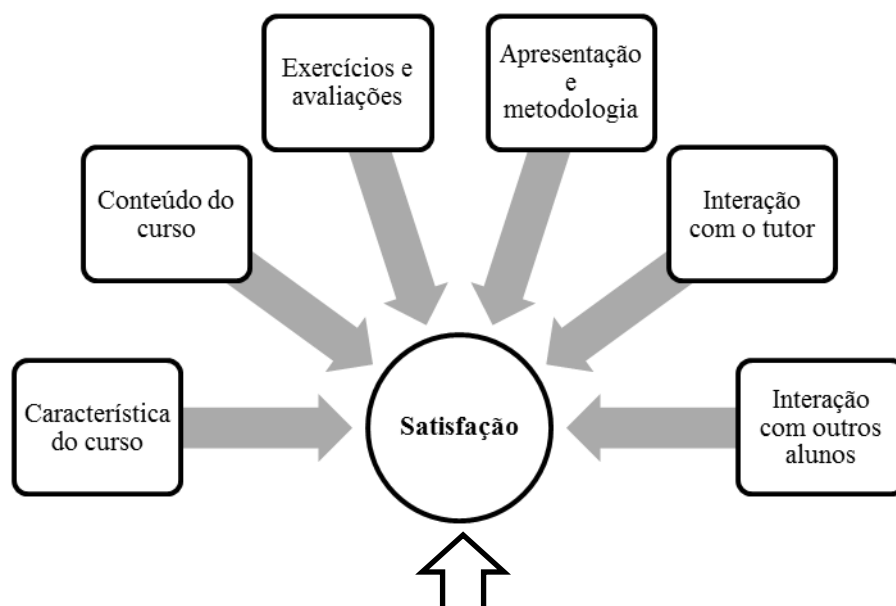 Exercícios e
avaliações
Apresentação
e
metodologia
Conteúdo do
curso
Interação
com o tutor
Característica
do curso
Satisfação
Interação
com outros
alunos